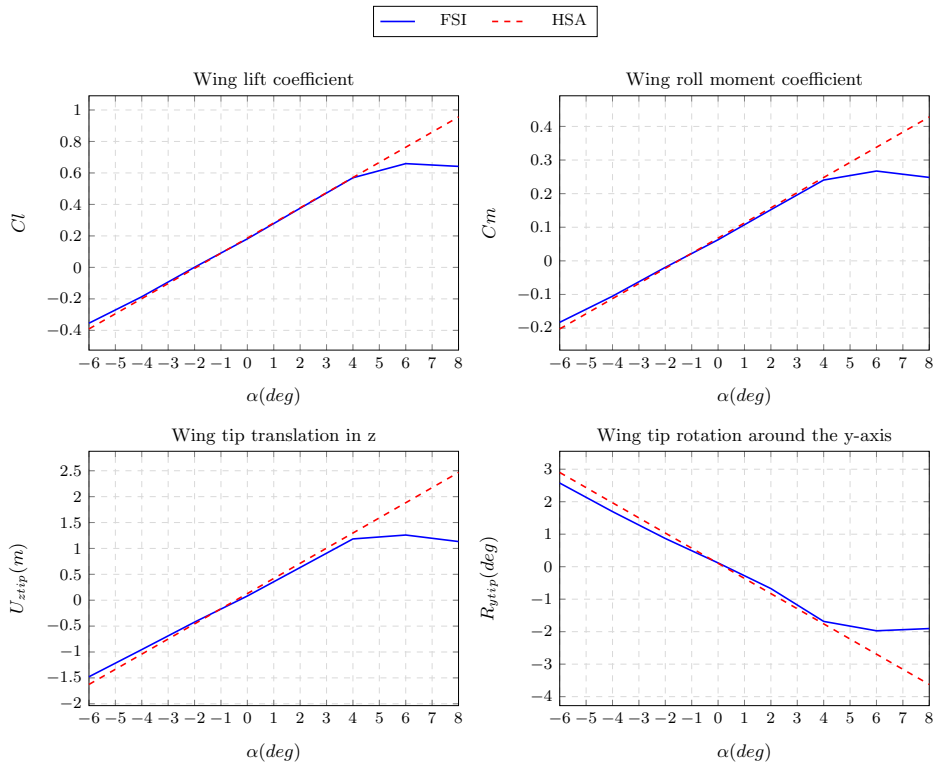 FSI HSA
Wing lift coefficient
1
0.8
0.6
0.4
0.2
0
−0.2
−0.4
Cl
−6 −5 −4 −3 −2 −1 0 1 2 3 4 5 6 7 8
α(deg)
Wing roll moment coefficient
0.4
0.3
0.2
0.1
0
−0.1
−0.2
Cm
−6 −5 −4 −3 −2 −1 0 1 2 3 4 5 6 7 8
α(deg)
Wing tip translation in z
2.5
2
1.5
1
0.5
0
−0.5
−1
−1.5
−2
U_{ztip}(m)
−6 −5 −4 −3 −2 −1 0 1 2 3 4 5 6 7 8
α(deg)
Wing tip rotation around the y-axis
3
2
1
0
−1
−2
−3
−4
R_{ytip}(deg)
−6 −5 −4 −3 −2 −1 0 1 2 3 4 5 6 7 8
α(deg)